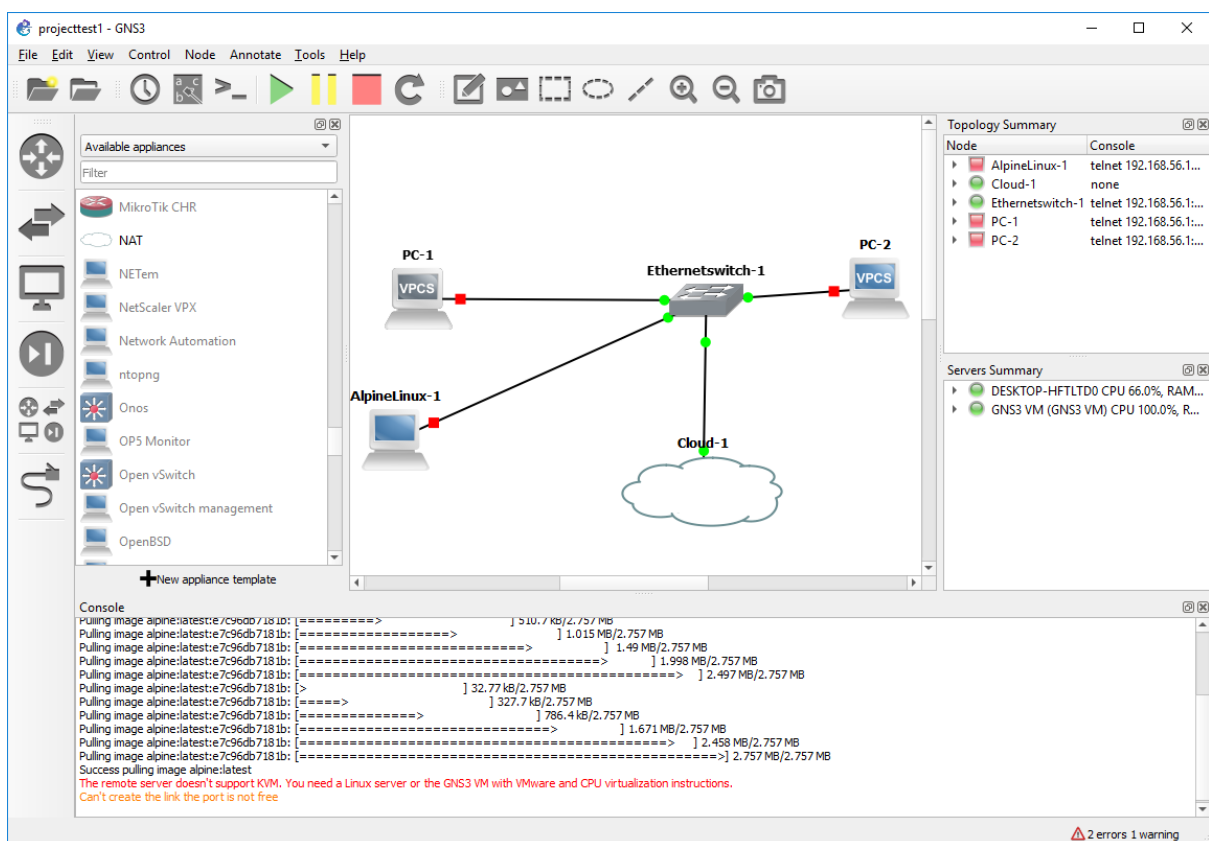 projecttest1 - GNS3
File Edit View Control Node Annotate Tools Help
Available appliances
Filter
MikroTik CHR
NAT
NETem
NetScaler VPX
Network Automation
ntopng
Onos
OP5 Monitor
Open vSwitch
Open vSwitch management
OpenBSD
New appliance template
PC-1
VPCS
Ethernetswitch-1
PC-2
VPCS
AlpineLinux-1
Cloud-1
Topology Summary
Node Console
AlpineLinux-1 telnet 192.168.56.1...
Cloud-1 none
Ethernetswitch-1 telnet 192.168.56.1:...
PC-1 telnet 192.168.56.1:...
PC-2 telnet 192.168.56.1:...
Servers Summary
DESKTOP-HFTLTD0 CPU 66.0%, RAM...
GNS3 VM (GNS3 VM) CPU 100.0%, R...
Console
Pulling image alpine:latest:e7c96db7181b: [=========> ] 510.7 kB/2.757 MB
Pulling image alpine:latest:e7c96db7181b: [==================> ] 1.015 MB/2.757 MB
Pulling image alpine:latest:e7c96db7181b: [===========================> ] 1.49 MB/2.757 MB
Pulling image alpine:latest:e7c96db7181b: [====================================> ] 1.998 MB/2.757 MB
Pulling image alpine:latest:e7c96db7181b: [=============================================> ] 2.497 MB/2.757 MB
Pulling image alpine:latest:e7c96db7181b: [> ] 32.77 kB/2.757 MB
Pulling image alpine:latest:e7c96db7181b: [=====> ] 327.7 kB/2.757 MB
Pulling image alpine:latest:e7c96db7181b: [==============> ] 786.4 kB/2.757 MB
Pulling image alpine:latest:e7c96db7181b: [==============================> ] 1.671 MB/2.757 MB
Pulling image alpine:latest:e7c96db7181b: [============================================> ] 2.458 MB/2.757 MB
Pulling image alpine:latest:e7c96db7181b: [==================================================>] 2.757 MB/2.757 MB
Success pulling image alpine:latest
The remote server doesn't support KVM. You need a Linux server or the GNS3 VM with VMware and CPU virtualization instructions.
Can't create the link the port is not free
2 errors 1 warning